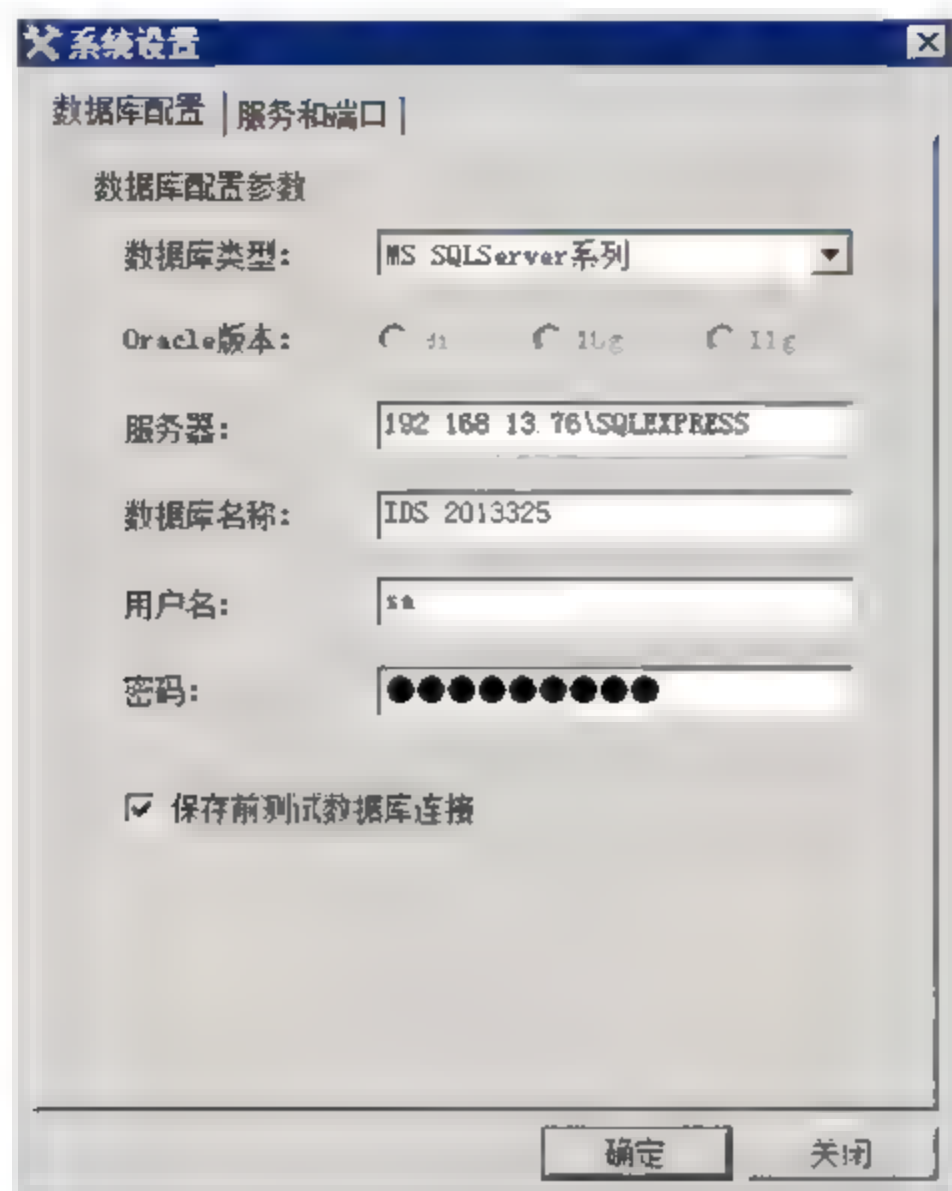 系统设置
数据库配置 服务和端口
数据库配置参数
数据库类型: MS SQLServer系列
Oracle版本: 10g 11g
服务器: 192 168 13.76\SQLEXPRESS
数据库名称: IDS 2013325
用户名: sa
密码: ●●●●●●●●●
保存前测试数据库连接
确定 关闭